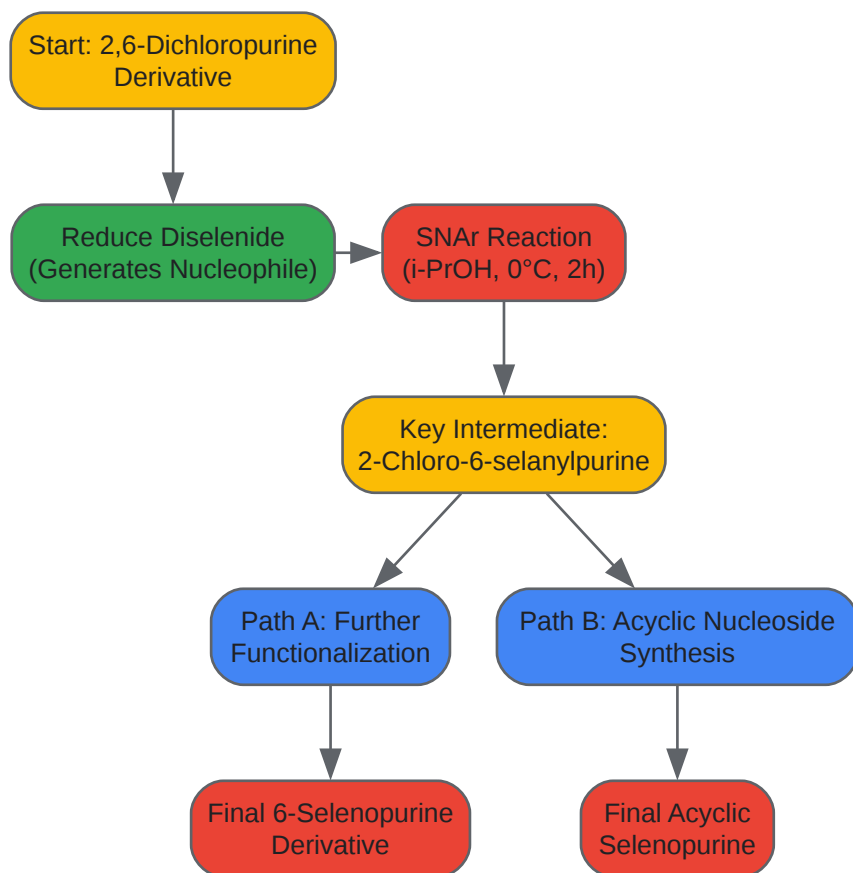 Start: 2,6-Dichloropurine
Derivative
Reduce Diselenide
(Generates Nucleophile)
SNAr Reaction
(i-PrOH, 0°C, 2h)
Key Intermediate:
2-Chloro-6-selanylpurine
Path A: Further
Functionalization
Path B: Acyclic Nucleoside
Synthesis
Final 6-Selenopurine
Derivative
Final Acyclic
Selenopurine